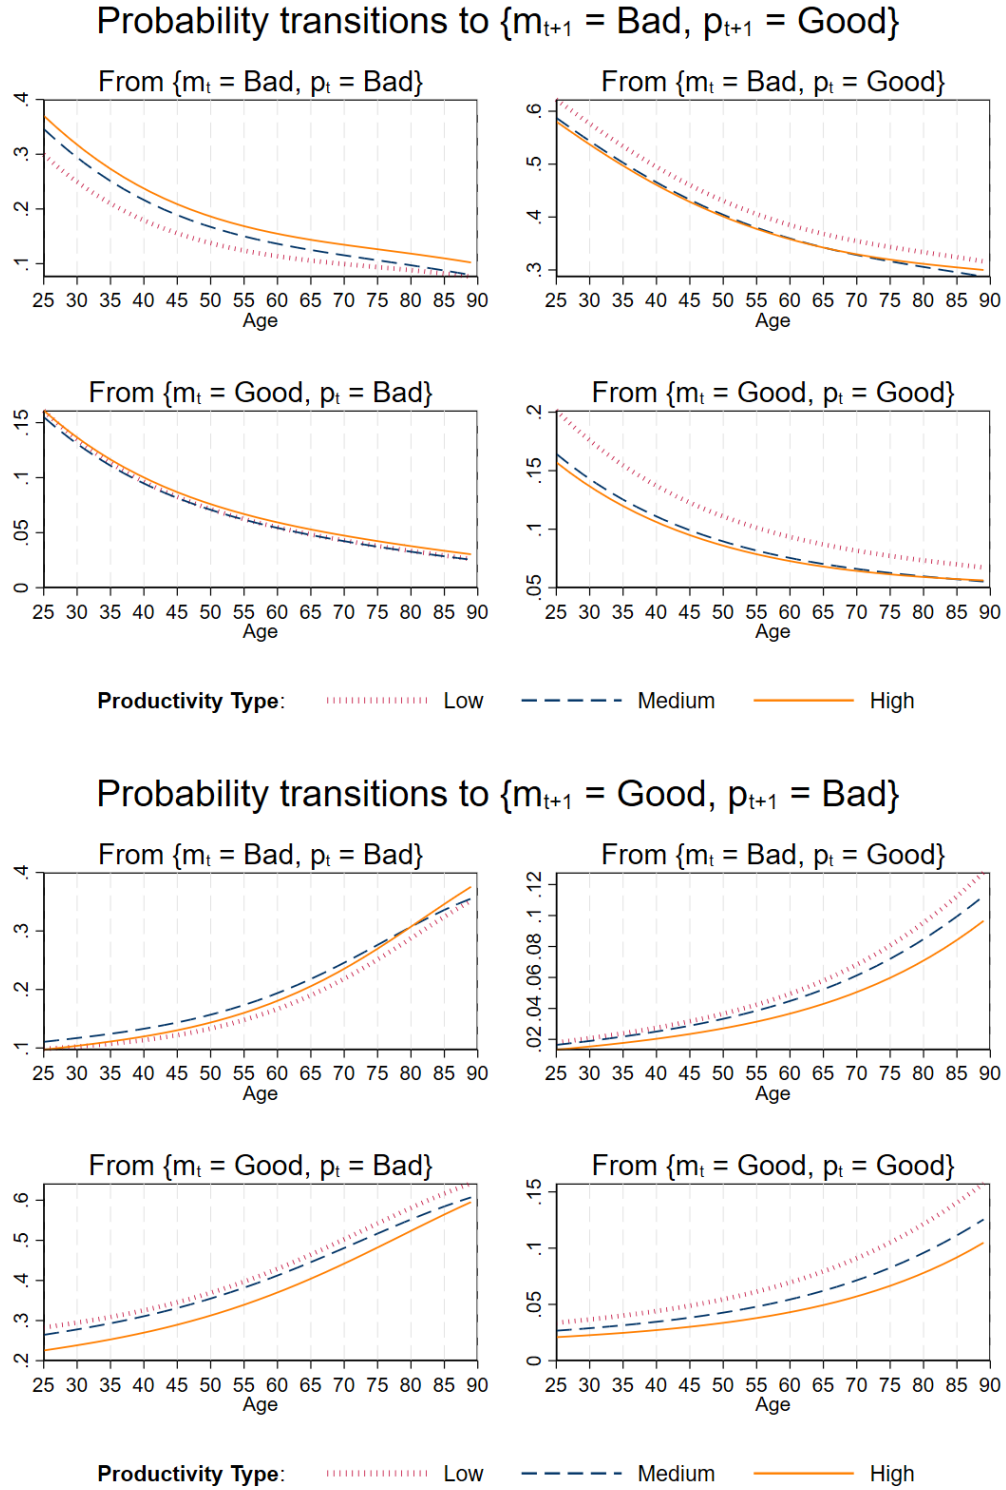 Probability transitions to {mt+1 = Bad, pt+1 = Good}
From {mt = Bad, pt = Bad}
.4
.3
.2
.1
25 30 35 40 45 50 55 60 65 70 75 80 85 90
Age
From {mt = Bad, pt = Good}
.6
.5
.4
.3
25 30 35 40 45 50 55 60 65 70 75 80 85 90
Age
From {mt = Good, pt = Bad}
.15
.1
.05
0
25 30 35 40 45 50 55 60 65 70 75 80 85 90
Age
From {mt = Good, pt = Good}
.2
.15
.1
.05
25 30 35 40 45 50 55 60 65 70 75 80 85 90
Age
Productivity Type: Low Medium High
Probability transitions to {mt+1 = Good, pt+1 = Bad}
From {mt = Bad, pt = Bad}
.4
.3
.2
.1
25 30 35 40 45 50 55 60 65 70 75 80 85 90
Age
From {mt = Bad, pt = Good}
.12
.1
.08
.06
.04
.02
25 30 35 40 45 50 55 60 65 70 75 80 85 90
Age
From {mt = Good, pt = Bad}
.6
.5
.4
.3
.2
25 30 35 40 45 50 55 60 65 70 75 80 85 90
Age
From {mt = Good, pt = Good}
.15
.1
.05
0
25 30 35 40 45 50 55 60 65 70 75 80 85 90
Age
Productivity Type: Low Medium High